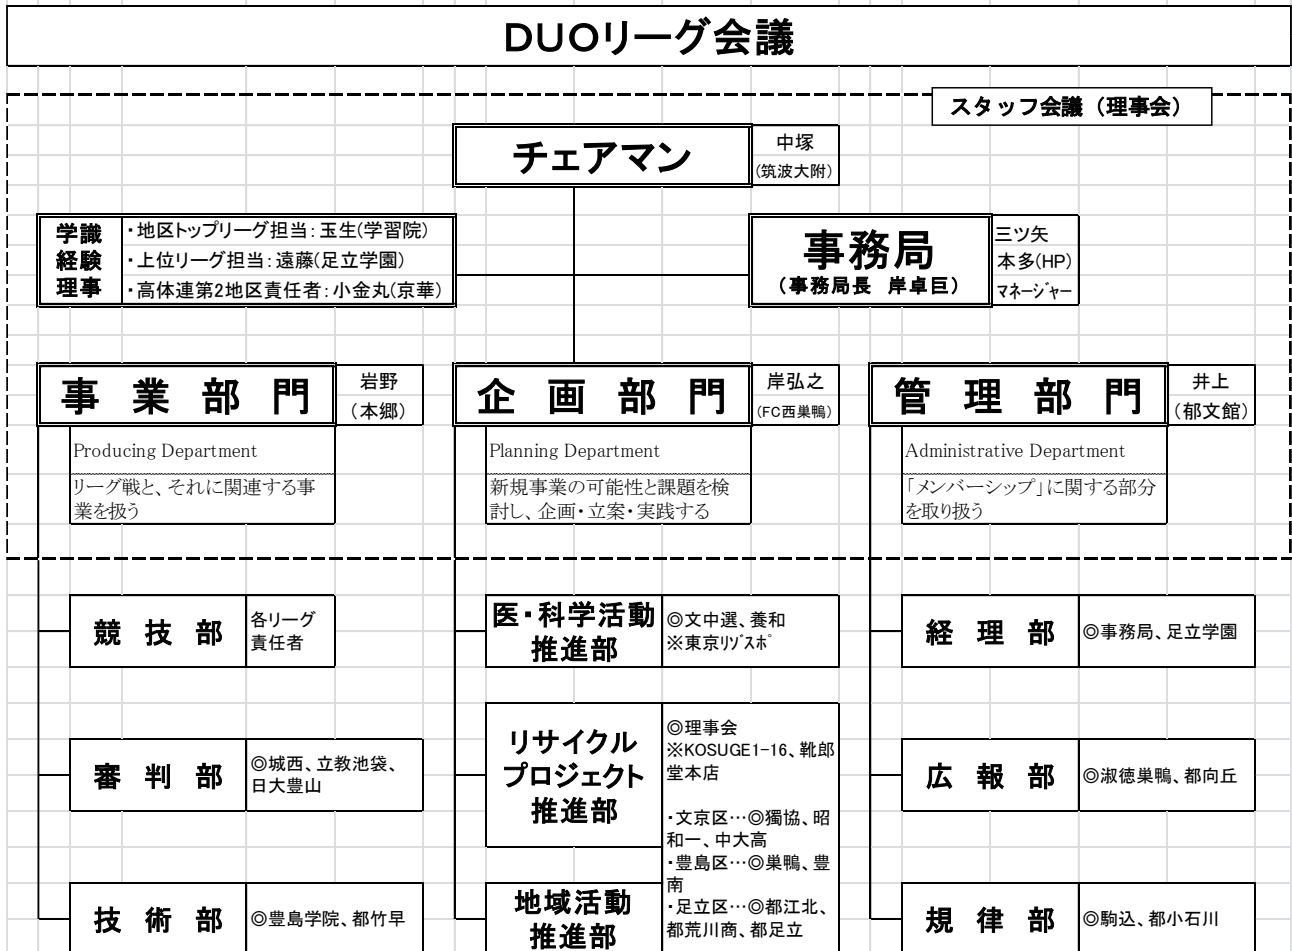 DUOリーグ会議
スタッフ会議（理事会）
チェアマン
中塚
(筑波大附)
学識
経験
理事
・地区トップリーグ担当：玉生(学習院)
・上位リーグ担当：遠藤(足立学園)
・高体連第2地区責任者：小金丸(京華)
事務局
（事務局長　岸卓巨）
三ツ矢
本多(HP)
マネージャー
事業部門
岩野
（本郷）
Producing Department
リーグ戦と、それに関連する事
業を扱う
企画部門
岸弘之
(FC西巣鴨)
Planning Department
新規事業の可能性と課題を検
討し、企画・立案・実践する
管理部門
井上
（郁文館）
Administrative Department
「メンバーシップ」に関する部分
を取り扱う
競技部
各リーグ
責任者
審判部
◎城西、立教池袋、
日大豊山
技術部
◎豊島学院、都竹早
医・科学活動
推進部
◎文中選、養和
※東京リゾスポ
リサイクル
プロジェクト
推進部
◎理事会
※KOSUGE1-16、靴郎
堂本店
地域活動
推進部
・文京区…◎獨協、昭
和一、中大高
・豊島区…◎巣鴨、豊
南
・足立区…◎都江北、
都荒川商、都足立
経理部
◎事務局、足立学園
広報部
◎淑徳巣鴨、都向丘
規律部
◎駒込、都小石川